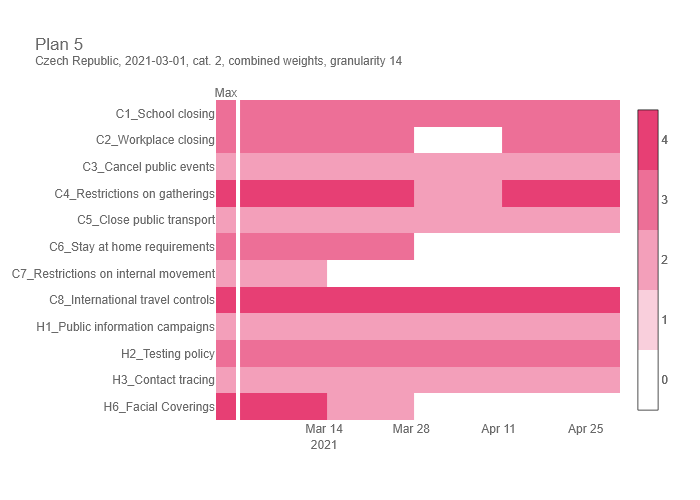 Plan 5
Czech Republic, 2021-03-01, cat. 2, combined weights, granularity 14
Max
C1_School closing
C2_Workplace closing
C3_Cancel public events
C4_Restrictions on gatherings
C5_Close public transport
C6_Stay at home requirements
C7_Restrictions on internal movement
C8_International travel controls
H1_Public information campaigns
H2_Testing policy
H3_Contact tracing
H6_Facial Coverings
Mar 14 Mar 28 Apr 11 Apr 25
2021
4
3
2
1
0